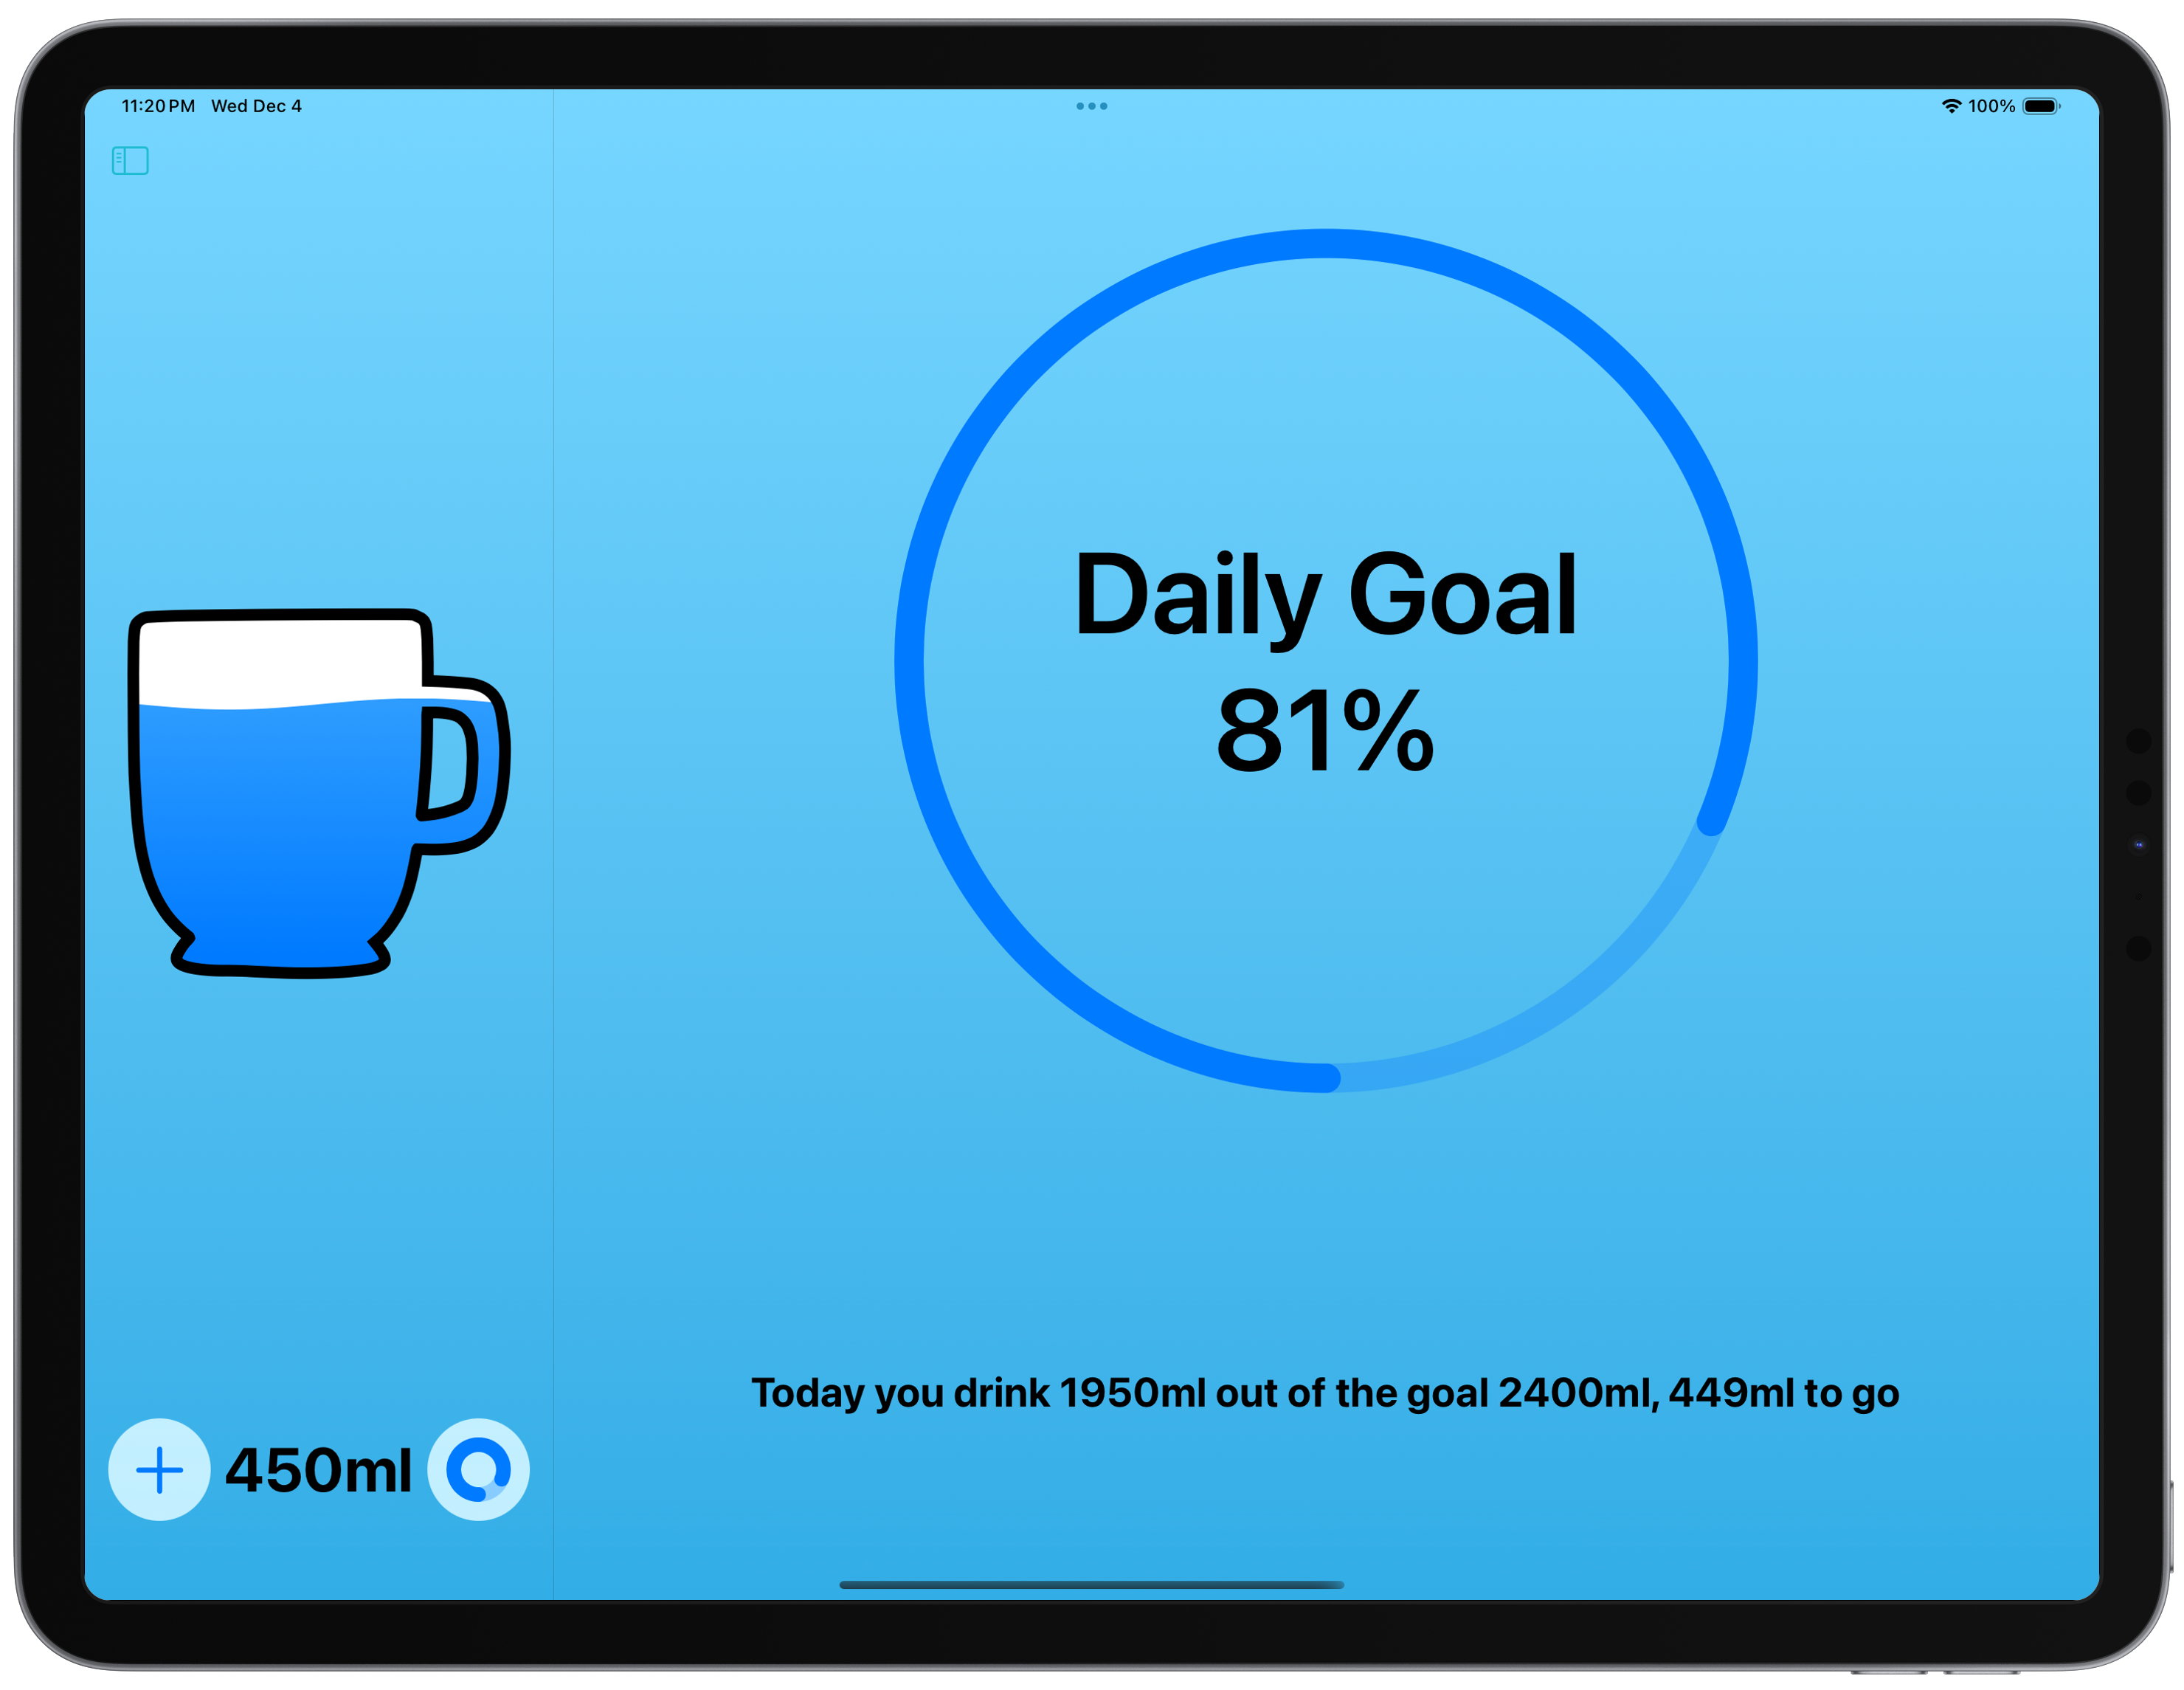 11:20 PM Wed Dec 4
100%
Daily Goal
81%
Today you drink 1950ml out of the goal 2400ml, 449ml to go
450ml